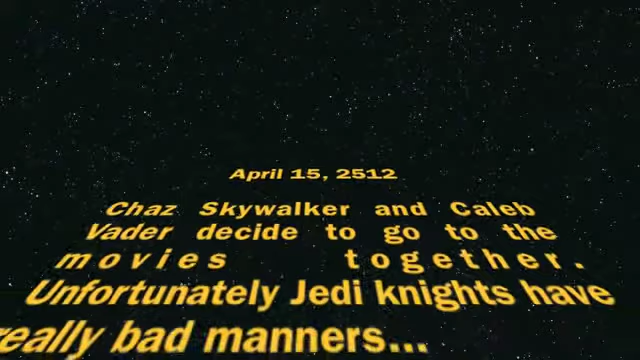 April 15, 2512
Chaz Skywalker and Caleb
Vader decide to go to the
movies together.
Unfortunately Jedi knights have
really bad manners...